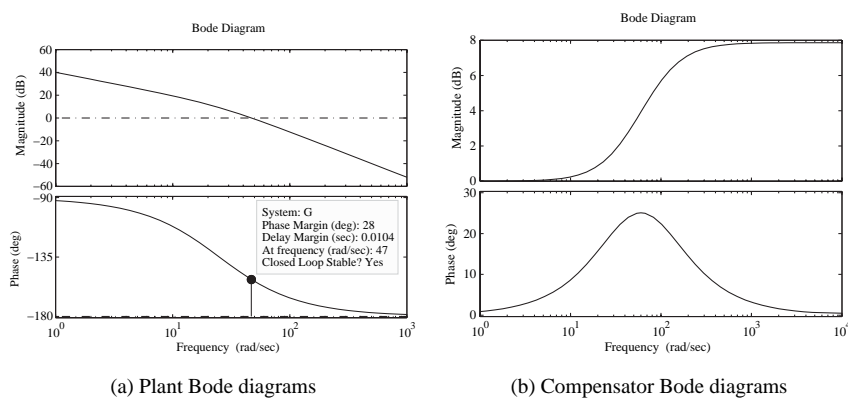 Bode Diagram
60
40
20
0
−20
−40
−60
Magnitude (dB)
−90
−135
−180
Phase (deg)
System: G
Phase Margin (deg): 28
Delay Margin (sec): 0.0104
At frequency (rad/sec): 47
Closed Loop Stable? Yes
10^0
10^1
10^2
10^3
Frequency (rad/sec)
(a) Plant Bode diagrams
Bode Diagram
8
6
4
2
0
Magnitude (dB)
30
20
10
0
Phase (deg)
10^0
10^1
10^2
10^3
10^4
Frequency (rad/sec)
(b) Compensator Bode diagrams